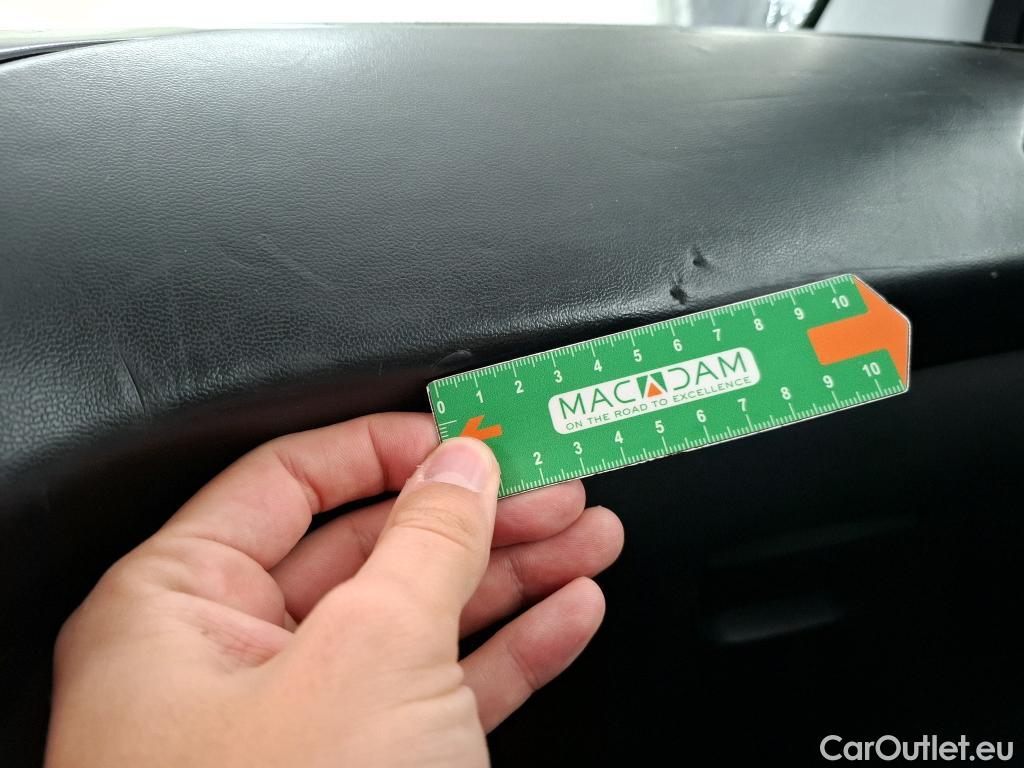 0 1 2 3 4 5 6 7 8 9 10
MACADAM
ON THE ROAD TO EXCELLENCE
2 3 4 5 6 7 8 9 10
CarOutlet.eu